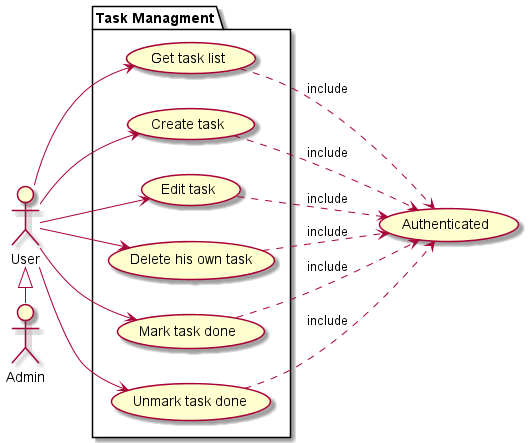 Task Managment
Get task list
include
Create task
include
Edit task
include
Authenticated
include
User
Delete his own task
include
Mark task done
include
Admin
Unmark task done